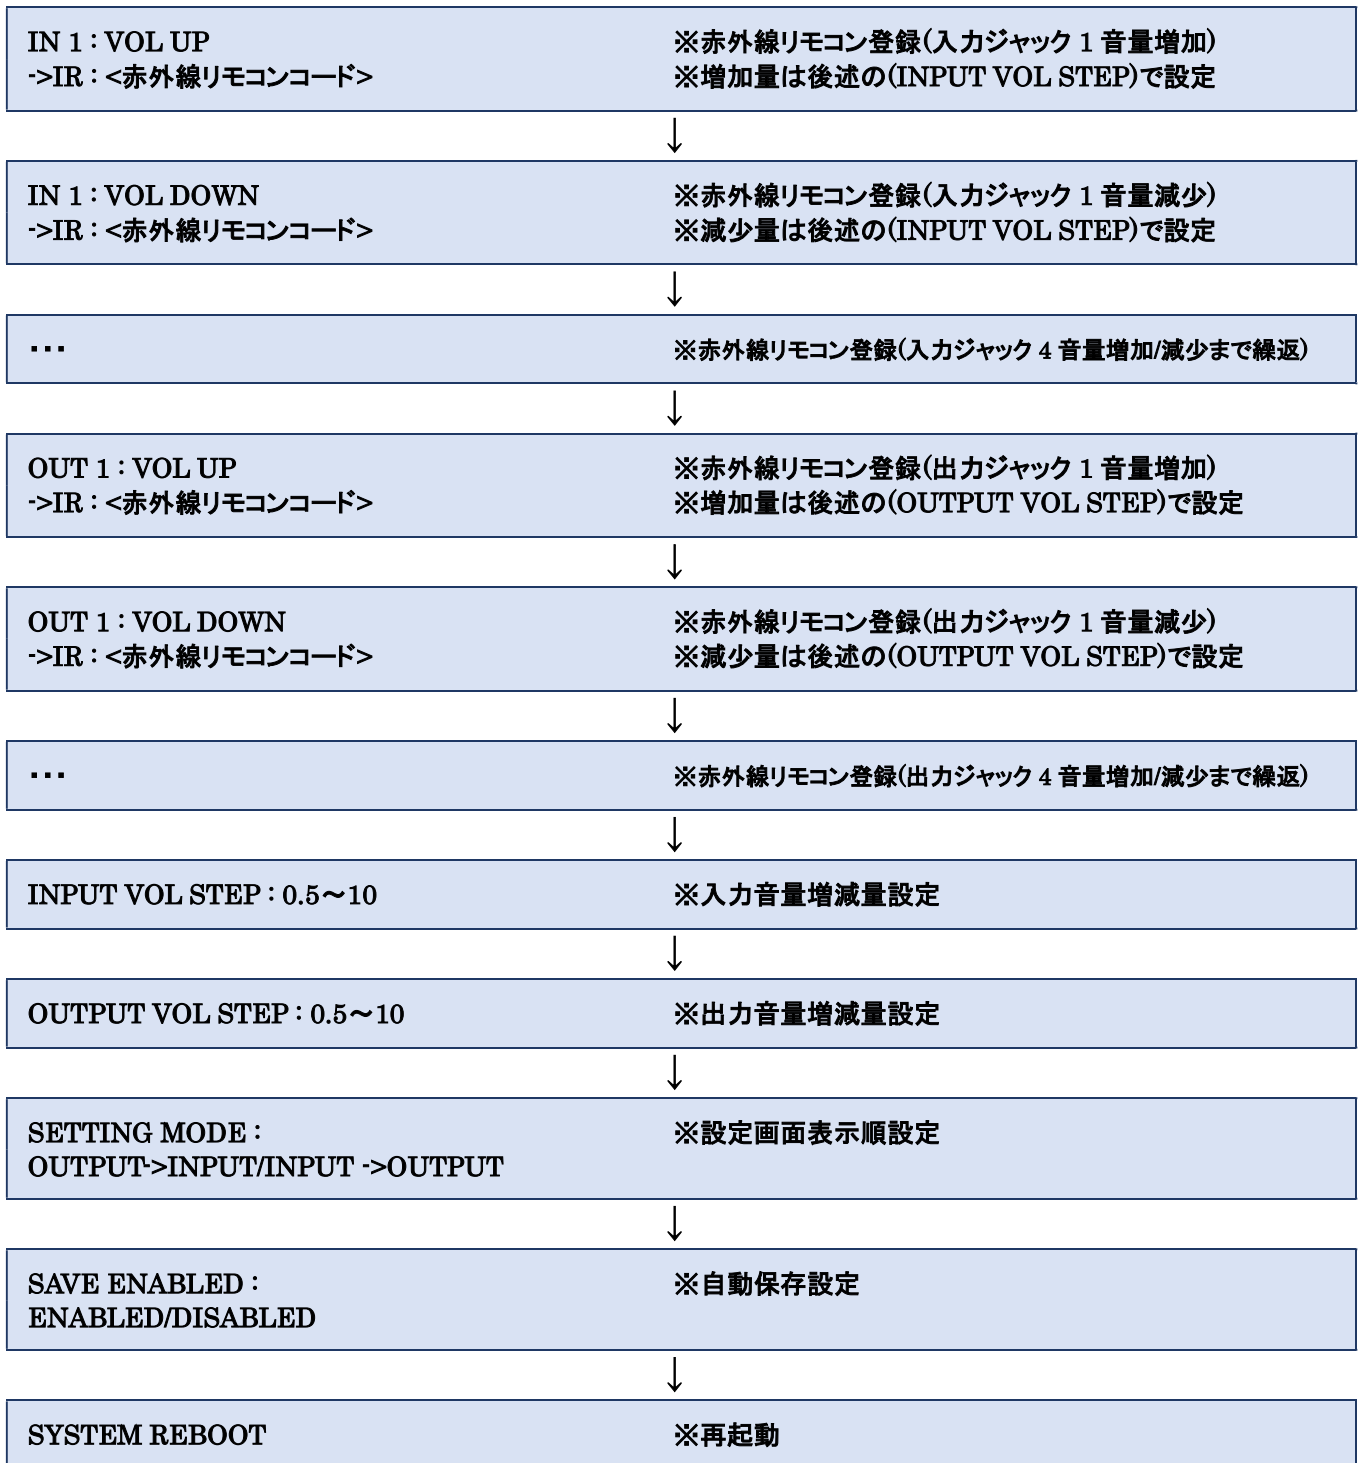 IN 1 : VOL UP ※赤外線リモコン登録(入力ジャック 1 音量増加)
->IR : <赤外線リモコンコード> ※増加量は後述の(INPUT VOL STEP)で設定
↓
IN 1 : VOL DOWN ※赤外線リモコン登録(入力ジャック 1 音量減少)
->IR : <赤外線リモコンコード> ※減少量は後述の(INPUT VOL STEP)で設定
↓
・・・ ※赤外線リモコン登録(入力ジャック 4 音量増加/減少まで繰返)
↓
OUT 1 : VOL UP ※赤外線リモコン登録(出力ジャック 1 音量増加)
->IR : <赤外線リモコンコード> ※増加量は後述の(OUTPUT VOL STEP)で設定
↓
OUT 1 : VOL DOWN ※赤外線リモコン登録(出力ジャック 1 音量減少)
->IR : <赤外線リモコンコード> ※減少量は後述の(OUTPUT VOL STEP)で設定
↓
・・・ ※赤外線リモコン登録(出力ジャック 4 音量増加/減少まで繰返)
↓
INPUT VOL STEP : 0.5～10 ※入力音量増減量設定
↓
OUTPUT VOL STEP : 0.5～10 ※出力音量増減量設定
↓
SETTING MODE : ※設定画面表示順設定
OUTPUT->INPUT/INPUT ->OUTPUT
↓
SAVE ENABLED : ※自動保存設定
ENABLED/DISABLED
↓
SYSTEM REBOOT ※再起動